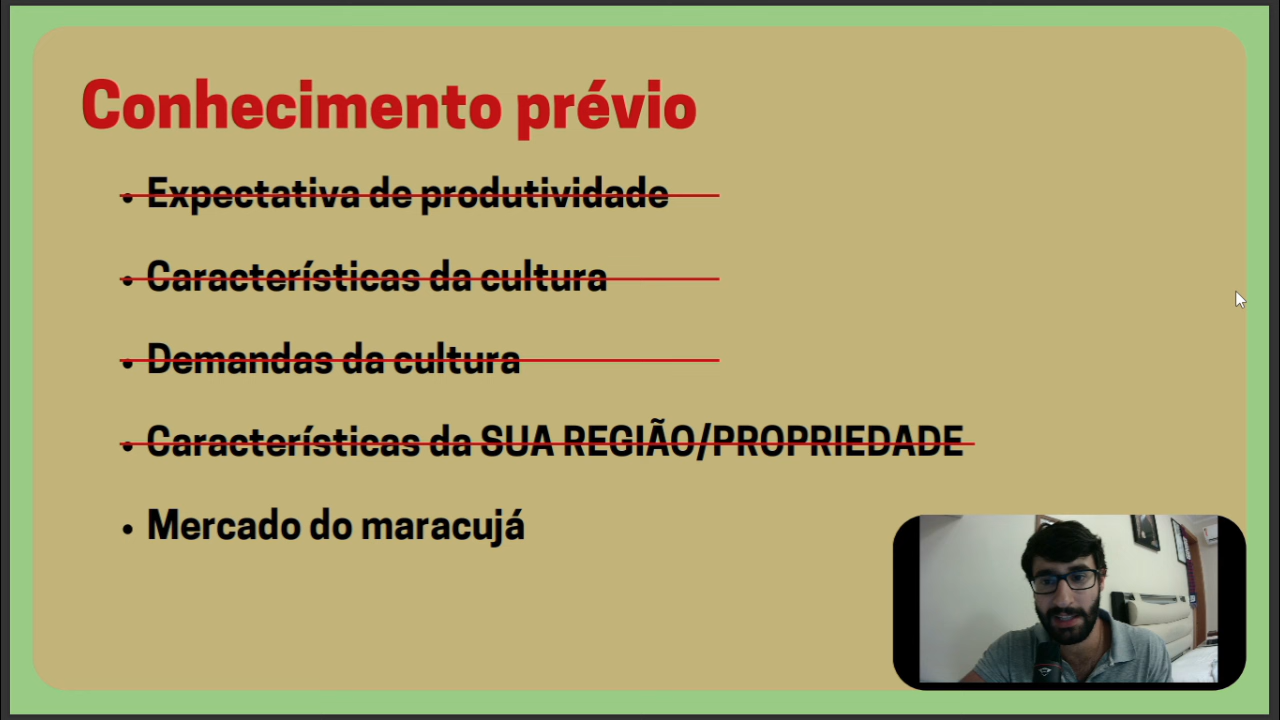 Conhecimento prévio
• Expectativa de produtividade
• Características da cultura
• Demandas da cultura
• Características da SUA REGIÃO/PROPRIEDADE
• Mercado do maracujá